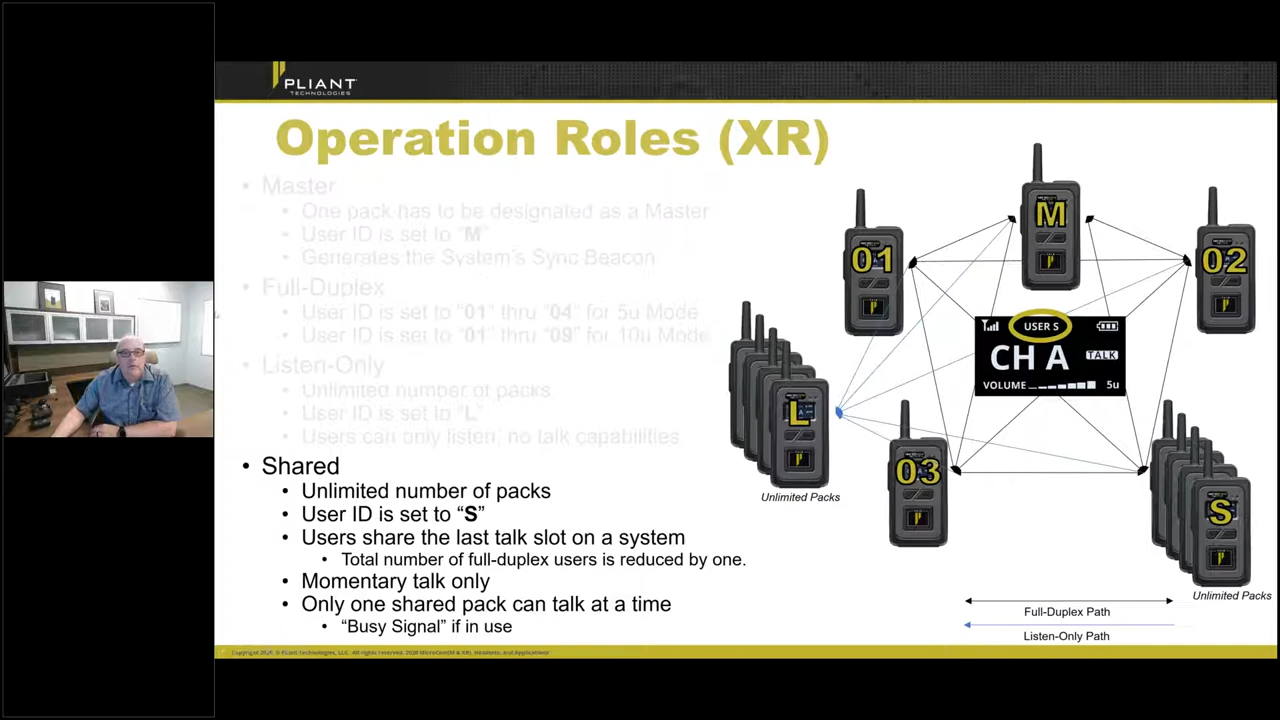 PLIANT
TECHNOLOGIES
Operation Roles (XR)
• Master
• One pack has to be designated as a Master
• User ID is set to "M"
• Generates the System's Sync Beacon
• Full-Duplex
• User ID is set to "01" thru "04" for 5u Mode
• User ID is set to "01" thru "09" for 10u Mode
• Listen-Only
• Unlimited number of packs
• User ID is set to "L"
• Users can only listen, no talk capabilities
• Shared
• Unlimited number of packs
• User ID is set to “S”
• Users share the last talk slot on a system
• Total number of full-duplex users is reduced by one.
• Momentary talk only
• Only one shared pack can talk at a time
• “Busy Signal” if in use
M
01
02
USER S
CH A
TALK
VOLUME
5u
L
03
S
Unlimited Packs
Unlimited Packs
Full-Duplex Path
Listen-Only Path